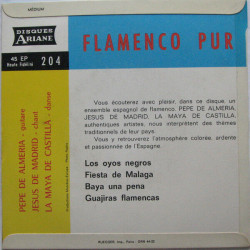 MEDIUM
DISQUES
ARIANE
45 EP
Haute Fidélité
204
FLAMENCO PUR
PEPE DE ALMERIA - guitare
JESUS DE MADRID - chant
LA MAYA DE CASTILLA - danse
Vous écouterez avec plaisir, dans ce disque, un
ensemble espagnol de flamenco. PEPE DE ALMERIA,
JESUS DE MADRID, LA MAYA DE CASTILLA,
authentiques artistes, nous interprètent des thèmes
traditionnels de leur pays.
Vous y retrouverez l'atmosphère colorée, ardente
et passionnée de l'Espagne.
Los oyos negros
Fiesta de Malaga
Baya una pena
Guajiras flamencas